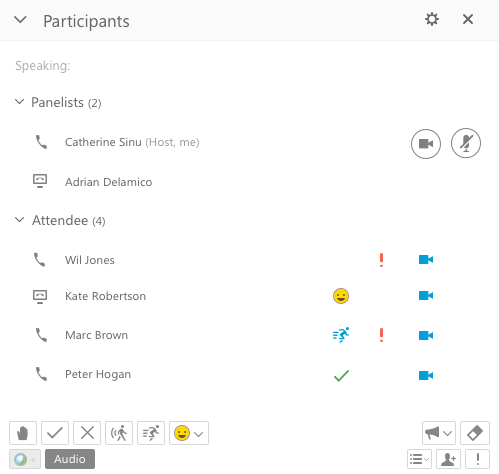 Participants
Speaking:
Panelists (2)
Catherine Sinu (Host, me)
Adrian Delamico
Attendee (4)
Wil Jones
Kate Robertson
Marc Brown
Peter Hogan
Audio